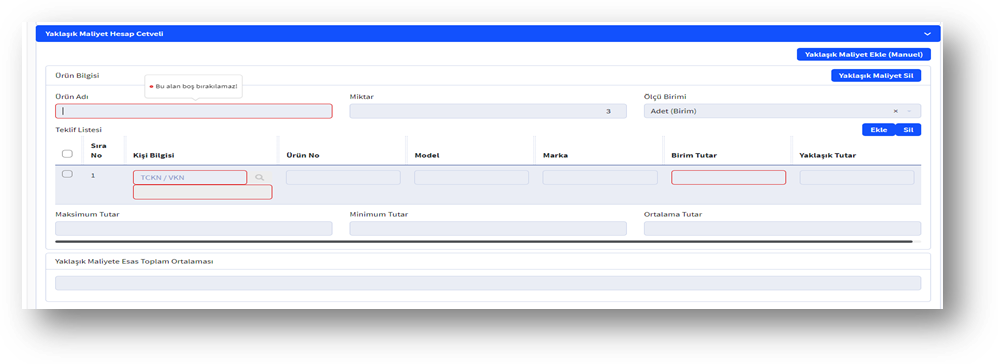 Yaklaşık Maliyet Hesap Cetveli
Yaklaşık Maliyet Ekle (Manuel)
Ürün Bilgisi
Yaklaşık Maliyet Sil
Bu alan boş bırakılamaz!
Ürün Adı Miktar Ölçü Birimi
3 Adet (Birim) ×
Teklif Listesi Ekle Sil
Sıra No Kişi Bilgisi Ürün No Model Marka Birim Tutar Yaklaşık Tutar
1 TCKN / VKN
Maksimum Tutar Minimum Tutar Ortalama Tutar
Yaklaşık Maliyete Esas Toplam Ortalaması